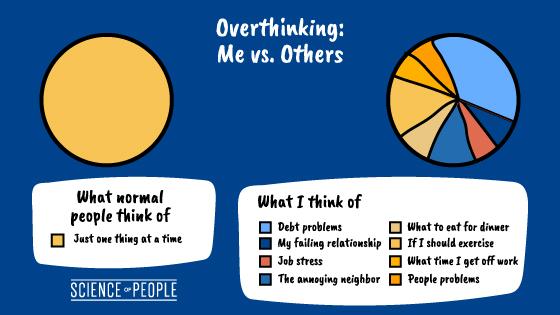 Overthinking:
Me vs. Others
What normal
people think of
Just one thing at a time
What I think of
Debt problems
My failing relationship
Job stress
The annoying neighbor
What to eat for dinner
If I should exercise
What time I get off work
People problems
SCIENCE OF PEOPLE